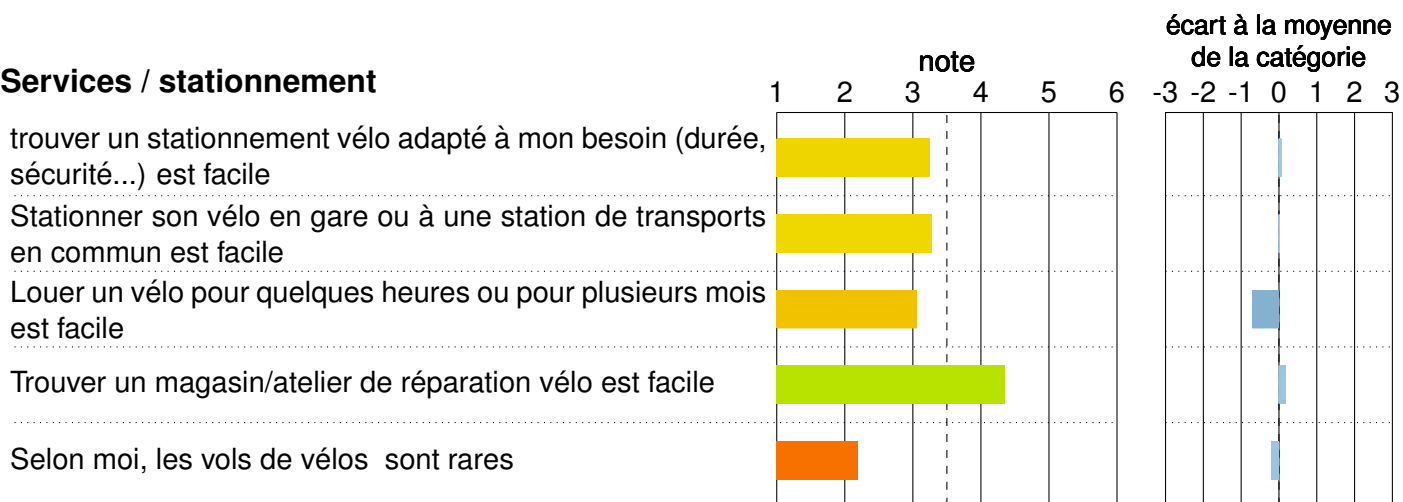 écart à la moyenne
note de la catégorie
Services / stationnement
1 2 3 4 5 6 -3 -2 -1 0 1 2 3
trouver un stationnement vélo adapté à mon besoin (durée,
sécurité...) est facile
Stationner son vélo en gare ou à une station de transports
en commun est facile
Louer un vélo pour quelques heures ou pour plusieurs mois
est facile
Trouver un magasin/atelier de réparation vélo est facile
Selon moi, les vols de vélos  sont rares